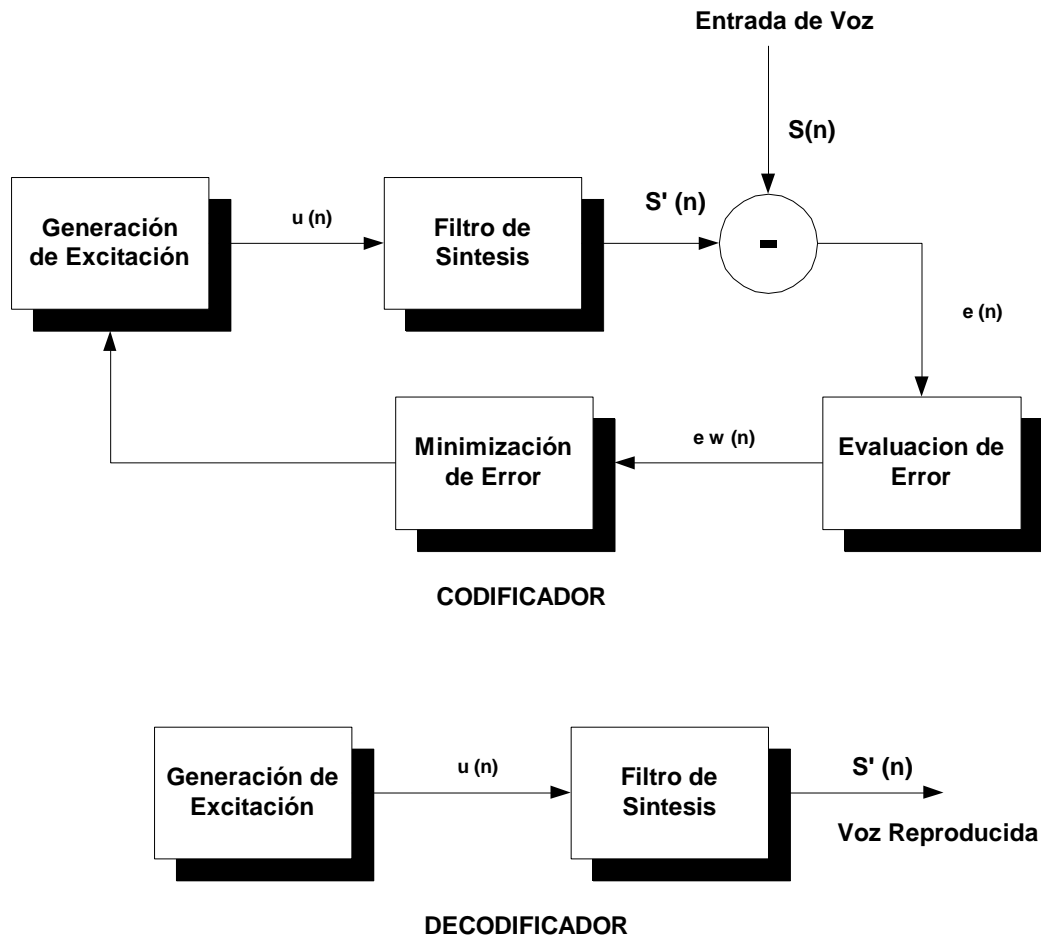 Entrada de Voz
S(n)
Generación
de Excitación
u (n)
Filtro de
Sintesis
S' (n)
-
e (n)
Minimización
de Error
e w (n)
Evaluacion de
Error
CODIFICADOR
Generación de
Excitación
u (n)
Filtro de
Sintesis
S' (n)
Voz Reproducida
DECODIFICADOR